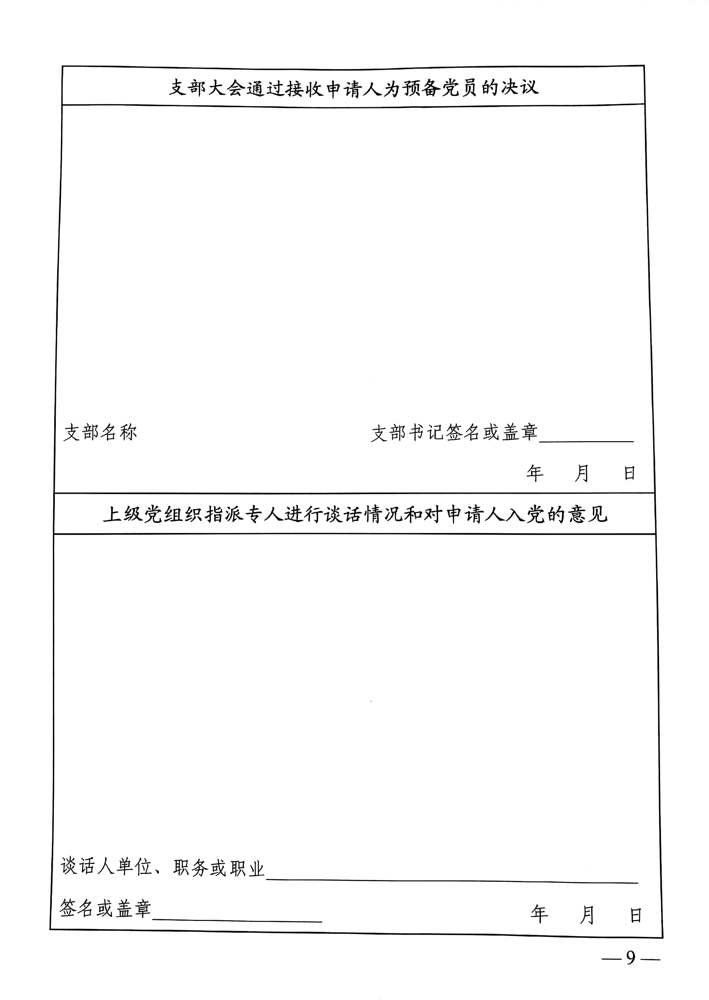 支部大会通过接收申请人为预备党员的决议
支部名称 支部书记签名或盖章
年 月 日
上级党组织指派专人进行谈话情况和对申请人入党的意见
谈话人单位、职务或职业
签名或盖章 年 月 日
—9—